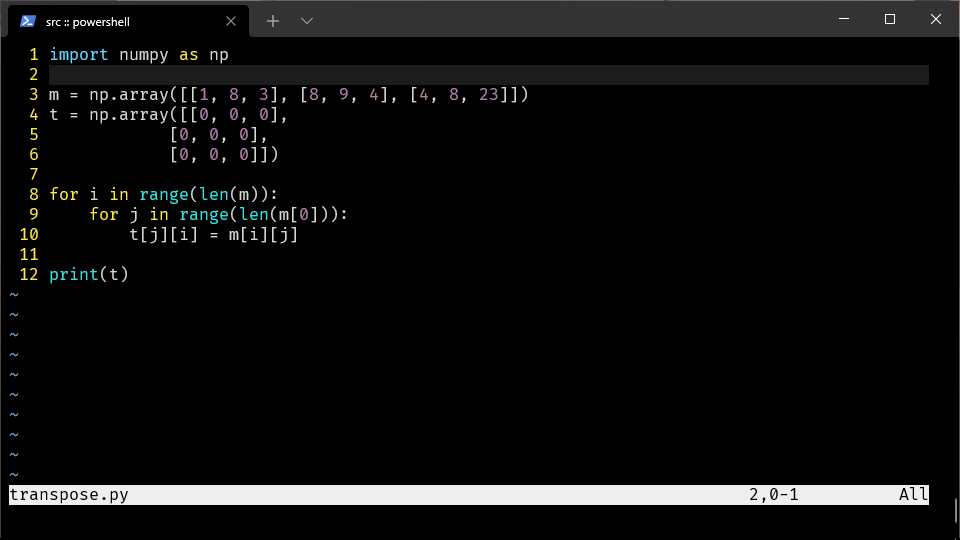 src :: powershell
1 import numpy as np
2
3 m = np.array([[1, 8, 3], [8, 9, 4], [4, 8, 23]])
4 t = np.array([[0, 0, 0],
5             [0, 0, 0],
6             [0, 0, 0]])
7
8 for i in range(len(m)):
9     for j in range(len(m[0])):
10         t[j][i] = m[i][j]
11
12 print(t)
~
~
~
~
~
~
~
~
~
~
transpose.py 2,0-1 All